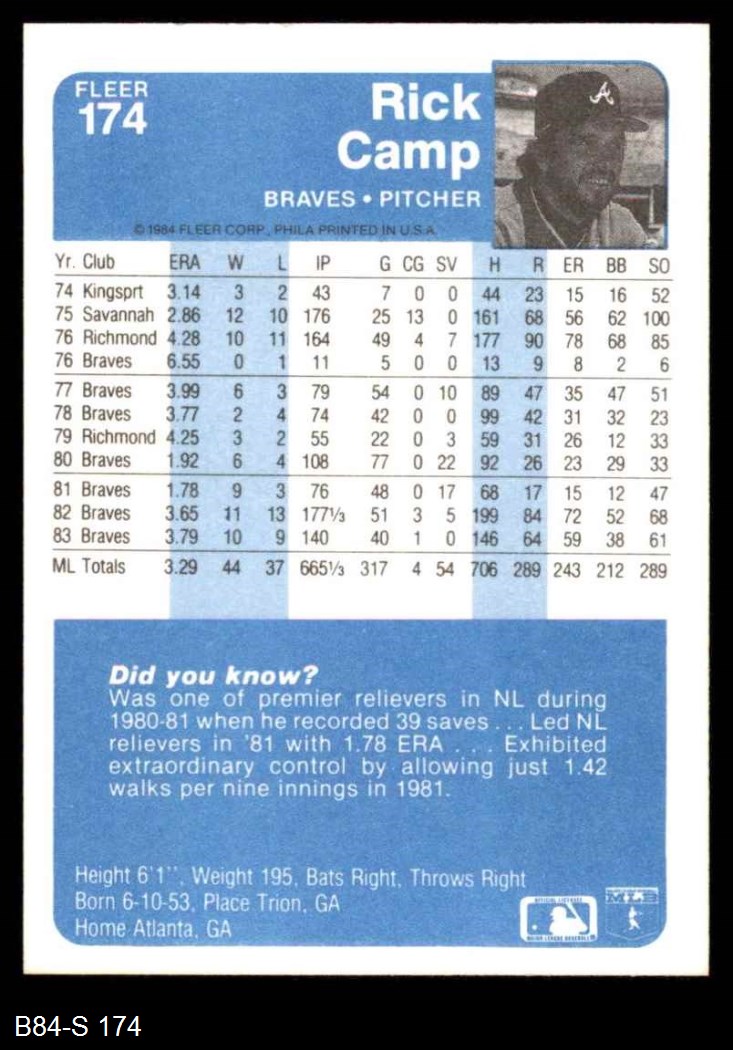 FLEER
174
Rick
Camp
BRAVES • PITCHER
© 1984 FLEER CORP., PHILA PRINTED IN U.S.A.
Yr. Club ERA W L IP G CG SV H R ER BB SO
74 Kingsprt 3.14 3 2 43 7 0 0 44 23 15 16 52
75 Savannah 2.86 12 10 176 25 13 0 161 68 56 62 100
76 Richmond 4.28 10 11 164 49 4 7 177 90 78 68 85
76 Braves 6.55 0 1 11 5 0 0 13 9 8 2 6
77 Braves 3.99 6 3 79 54 0 10 89 47 35 47 51
78 Braves 3.77 2 4 74 42 0 0 99 42 31 32 23
79 Richmond 4.25 3 2 55 22 0 3 59 31 26 12 33
80 Braves 1.92 6 4 108 77 0 22 92 26 23 29 33
81 Braves 1.78 9 3 76 48 0 17 68 17 15 12 47
82 Braves 3.65 11 13 177⅓ 51 3 5 199 84 72 52 68
83 Braves 3.79 10 9 140 40 1 0 146 64 59 38 61
ML Totals 3.29 44 37 665⅓ 317 4 54 706 289 243 212 289
Did you know?
Was one of premier relievers in NL during
1980-81 when he recorded 39 saves . . . Led NL
relievers in '81 with 1.78 ERA . . . Exhibited
extraordinary control by allowing just 1.42
walks per nine innings in 1981.
Height 6'1'', Weight 195, Bats Right, Throws Right
Born 6-10-53, Place Trion, GA
Home Atlanta, GA
MAJOR LEAGUE BASEBALL
B84-S 174